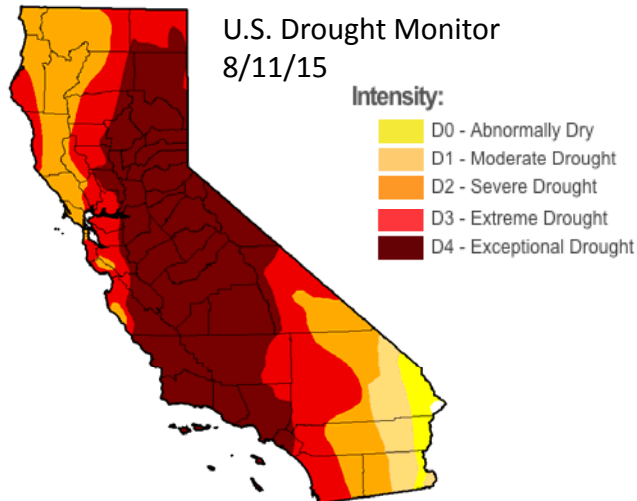 U.S. Drought Monitor
8/11/15
Intensity:
D0 - Abnormally Dry
D1 - Moderate Drought
D2 - Severe Drought
D3 - Extreme Drought
D4 - Exceptional Drought